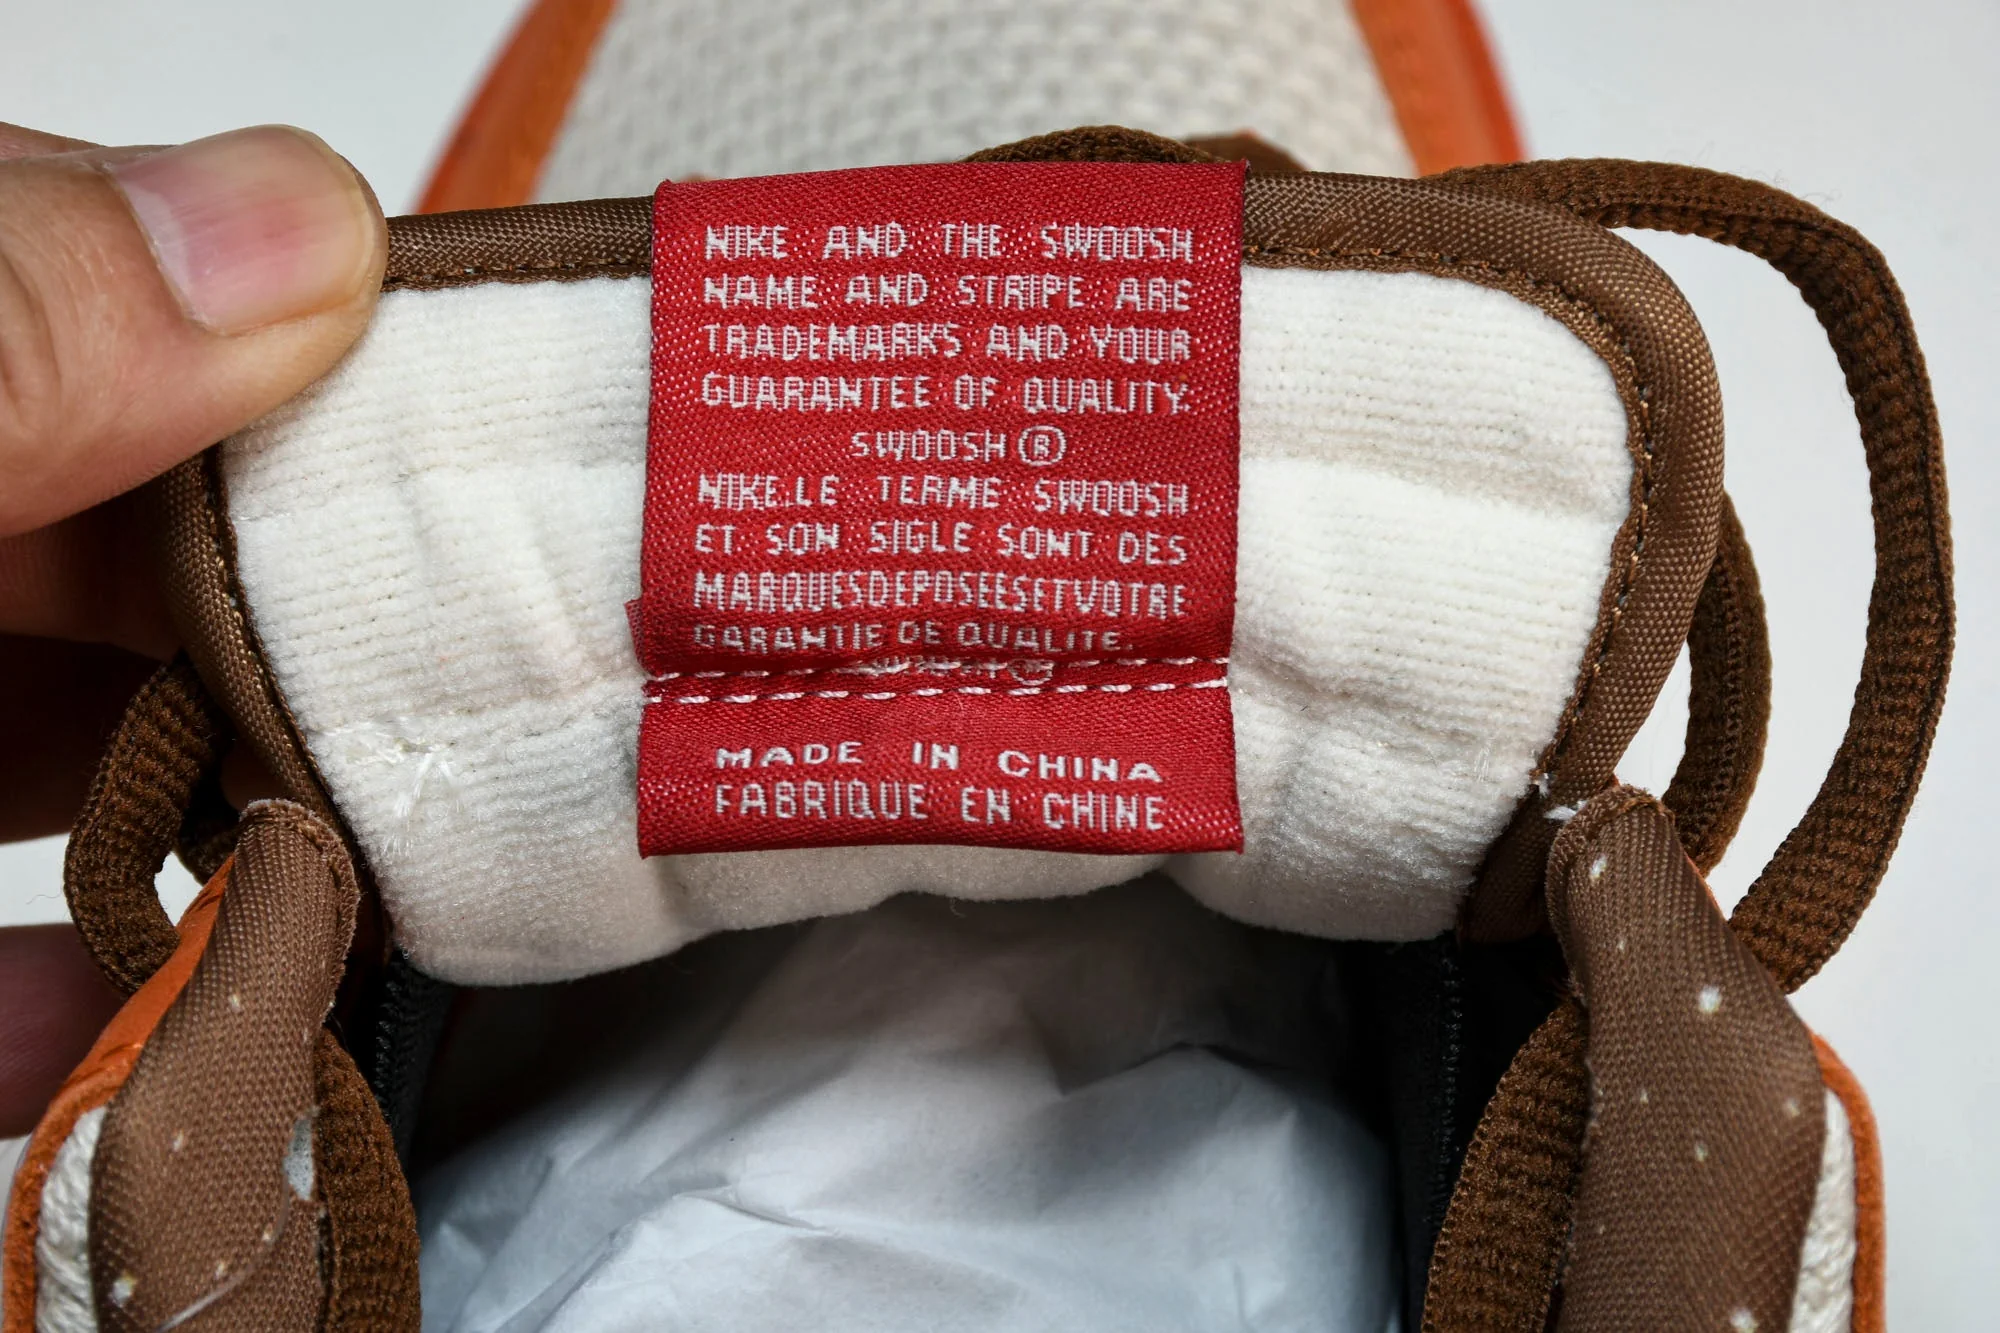 NIKE AND THE SWOOSH
NAME AND STRIPE ARE
TRADEMARKS AND YOUR
GUARANTEE OF QUALITY.
SWOOSH®
NIKE.LE TERME SWOOSH
ET SON SIGLE SONT DES
MARQUESDEPOSEESETVOTRE
GARANTIE DE QUALITE.
MADE IN CHINA
FABRIQUE EN CHINE